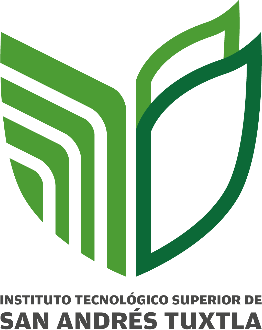 INSTITUTO TECNOLÓGICO SUPERIOR DE
SAN ANDRÉS TUXTLA